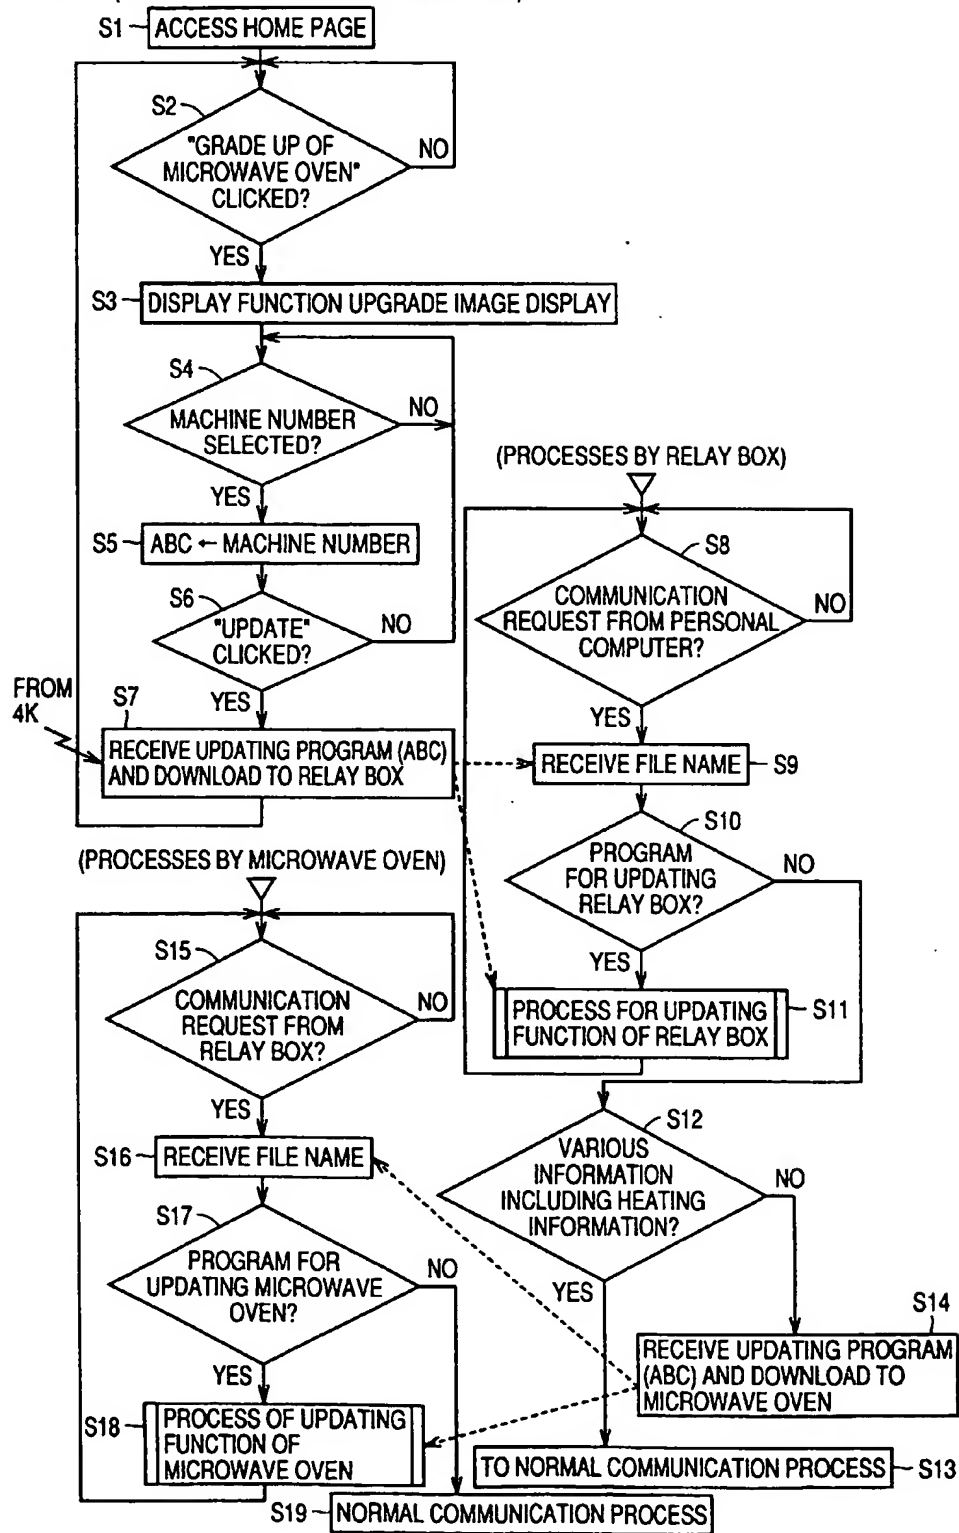 S1
ACCESS HOME PAGE
S2
"GRADE UP OF
MICROWAVE OVEN"
CLICKED?
NO
YES
S3
DISPLAY FUNCTION UPGRADE IMAGE DISPLAY
S4
MACHINE NUMBER
SELECTED?
NO
YES
S5
ABC ← MACHINE NUMBER
S6
"UPDATE"
CLICKED?
NO
YES
FROM
4K
S7
RECEIVE UPDATING PROGRAM (ABC)
AND DOWNLOAD TO RELAY BOX
(PROCESSES BY RELAY BOX)
S8
COMMUNICATION
REQUEST FROM PERSONAL
COMPUTER?
NO
YES
RECEIVE FILE NAME
S9
S10
PROGRAM
FOR UPDATING
RELAY BOX?
NO
YES
PROCESS FOR UPDATING
FUNCTION OF RELAY BOX
S11
S12
VARIOUS
INFORMATION
INCLUDING HEATING
INFORMATION?
NO
YES
S14
RECEIVE UPDATING PROGRAM
(ABC) AND DOWNLOAD TO
MICROWAVE OVEN
TO NORMAL COMMUNICATION PROCESS
S13
(PROCESSES BY MICROWAVE OVEN)
S15
COMMUNICATION
REQUEST FROM
RELAY BOX?
NO
YES
S16
RECEIVE FILE NAME
S17
PROGRAM FOR
UPDATING MICROWAVE
OVEN?
NO
YES
S18
PROCESS OF UPDATING
FUNCTION OF
MICROWAVE OVEN
S19
NORMAL COMMUNICATION PROCESS